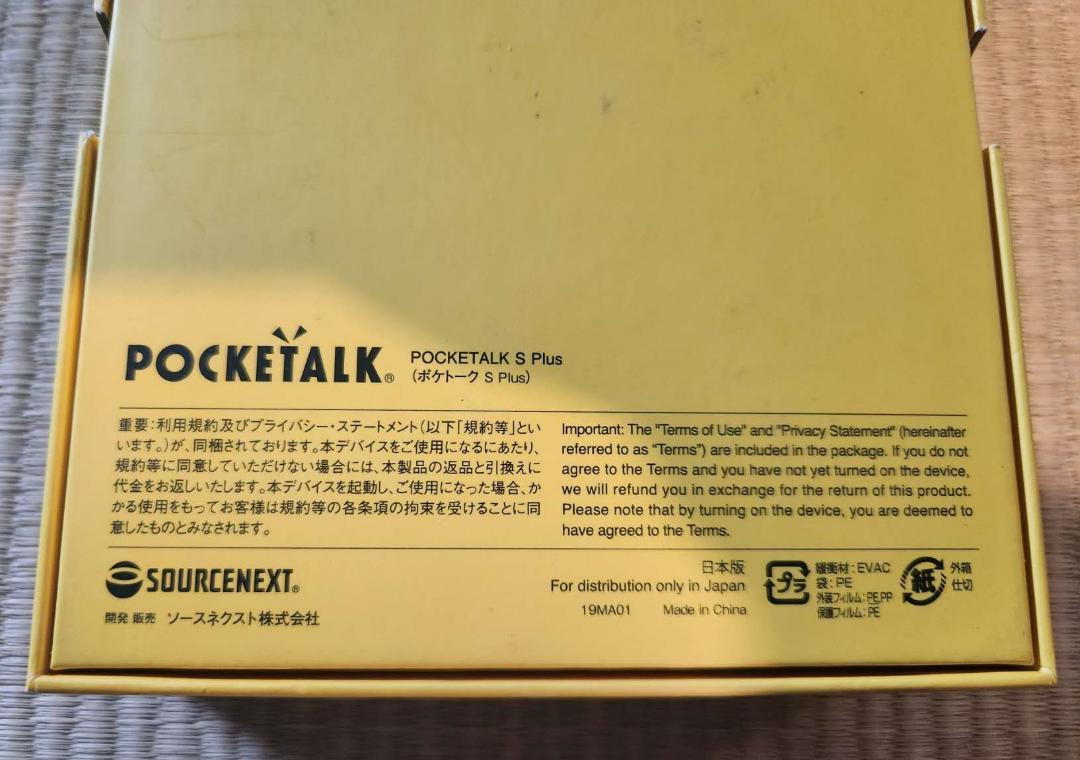 POCKETALK®
POCKETALK S Plus
(ポケトーク S Plus)
重要:利用規約及びプライバシー・ステートメント(以下「規約等」とい
います。)が、同梱されております。本デバイスをご使用になるにあたり、
規約等に同意していただけない場合には、本製品の返品と引換えに
代金をお返しいたします。本デバイスを起動し、ご使用になった場合、か
かる使用をもってお客様は規約等の各条項の拘束を受けることに同
意したものとみなされます。
Important: The "Terms of Use" and "Privacy Statement" (hereinafter
referred to as “Terms”) are included in the package. If you do not
agree to the Terms and you have not yet turned on the device,
we will refund you in exchange for the return of this product.
Please note that by turning on the device, you are deemed to
have agreed to the Terms.
SOURCENEXT®
開発 販売 ソースネクスト株式会社
日本版
For distribution only in Japan
19MA01 Made in China
プラ
緩衝材:EVAC
袋:PE
外装フィルム:PE,PP
保護フィルム:PE
紙
外箱
仕切